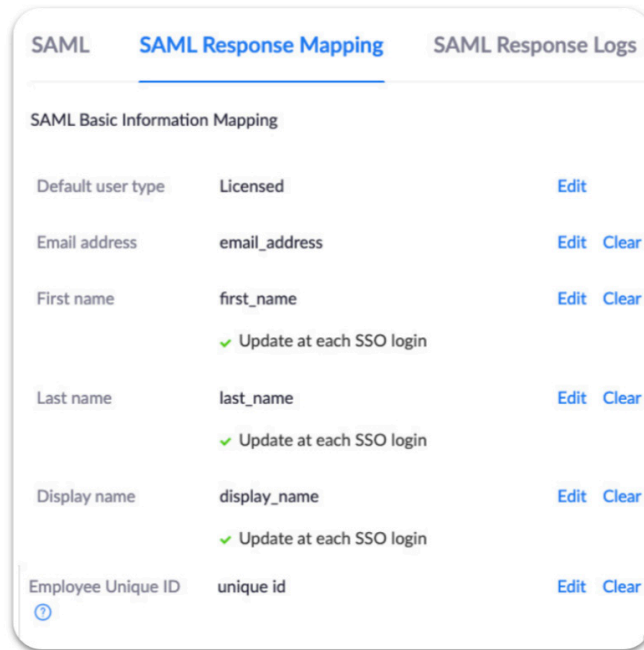 SAML SAML Response Mapping SAML Response Logs
SAML Basic Information Mapping
Default user type Licensed Edit
Email address email_address Edit Clear
First name first_name Edit Clear
✓ Update at each SSO login
Last name last_name Edit Clear
✓ Update at each SSO login
Display name display_name Edit Clear
✓ Update at each SSO login
Employee Unique ID unique id Edit Clear
?